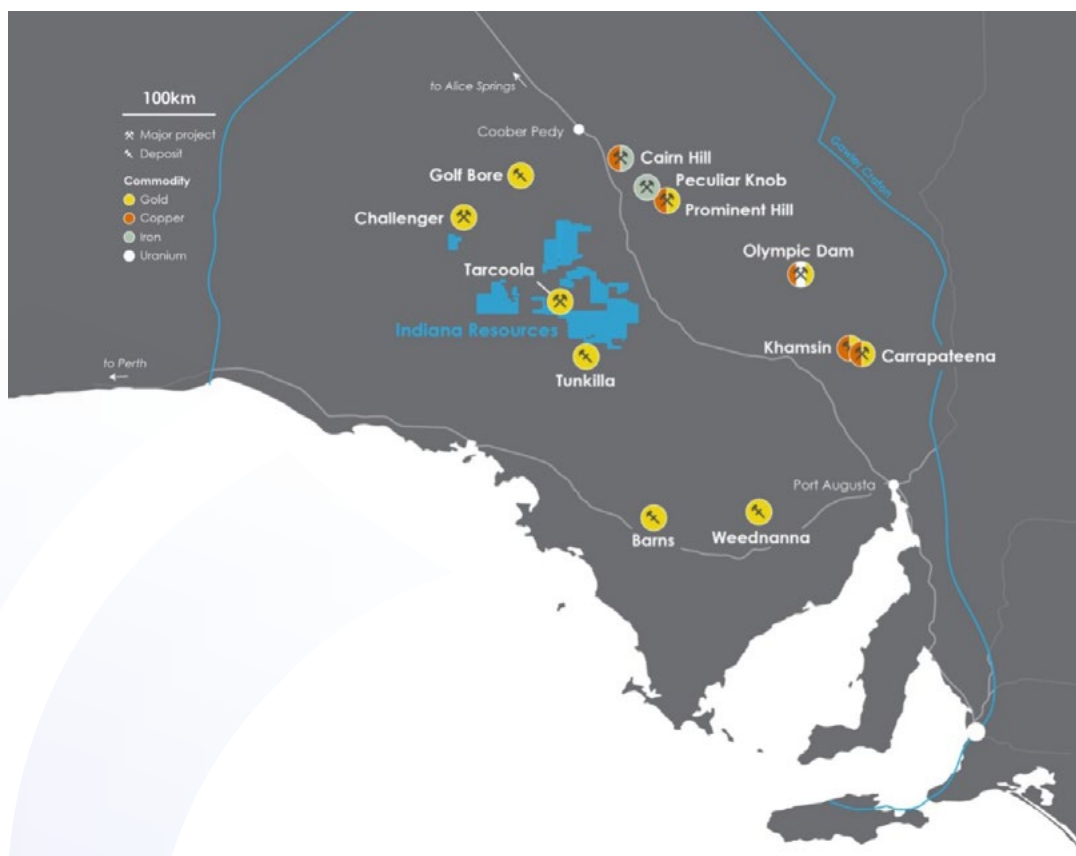 to Alice Springs
100km
Major project
Deposit
Commodity
Gold
Copper
Iron
Uranium
Coober Pedy
Cairn Hill
Golf Bore
Peculiar Knob
Prominent Hill
Challenger
Gawler Craton
Olympic Dam
Tarcoola
Indiana Resources
Khamsin
Carrapateena
to Perth
Tunkilla
Port Augusta
Barns
Weednanna